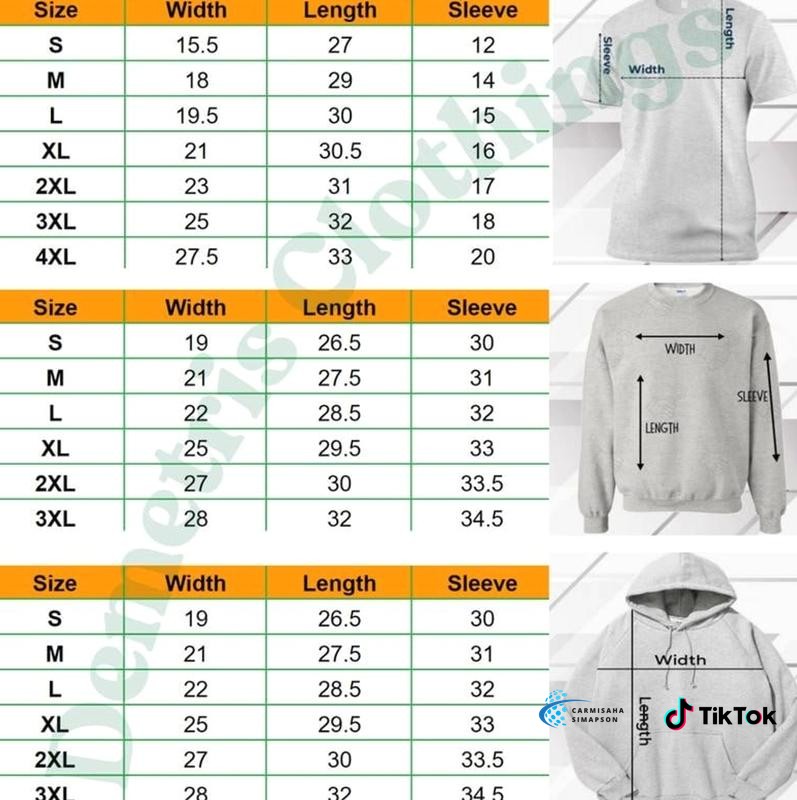 Size Width Length Sleeve
S 15.5 27 12
M 18 29 14
L 19.5 30 15
XL 21 30.5 16
2XL 23 31 17
3XL 25 32 18
4XL 27.5 33 20
Sleeve
Width
Length
Size Width Length Sleeve
S 19 26.5 30
M 21 27.5 31
L 22 28.5 32
XL 25 29.5 33
2XL 27 30 33.5
3XL 28 32 34.5
WIDTH
SLEEVE
LENGTH
Size Width Length Sleeve
S 19 26.5 30
M 21 27.5 31
L 22 28.5 32
XL 25 29.5 33
2XL 27 30 33.5
3XL 28 32 34.5
Width
Length
CARMISAHA
SIMAPSON
TikTok
Demetris Clothings